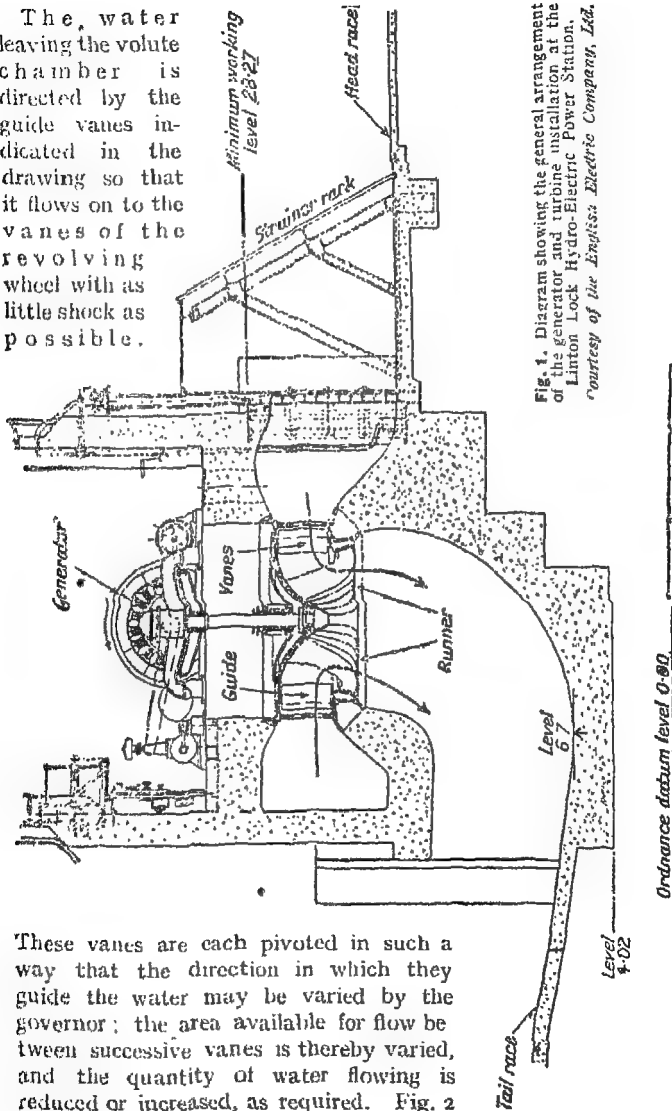 The water
leaving the volute
chamber is
directed by the
guide vanes in-
dicated in the
drawing so that
it flows on to the
vanes of the
revolving
wheel with as
little shock as
possible.
Minimum working
level 23·27
Head race
Strainer rack
Fig. 1. Diagram showing the general arrangement
of the generator and turbine installation at the
Linton Lock Hydro-Electric Power Station.
Courtesy of the English Electric Company, Ltd.
Generator
Guide Vanes
Runner
Level
6·7
Ordnance datum level 0·00
Level
4·02
Tail race
These vanes are each pivoted in such a
way that the direction in which they
guide the water may be varied by the
governor; the area available for flow be
tween successive vanes is thereby varied,
and the quantity of water flowing is
reduced or increased, as required. Fig. 2